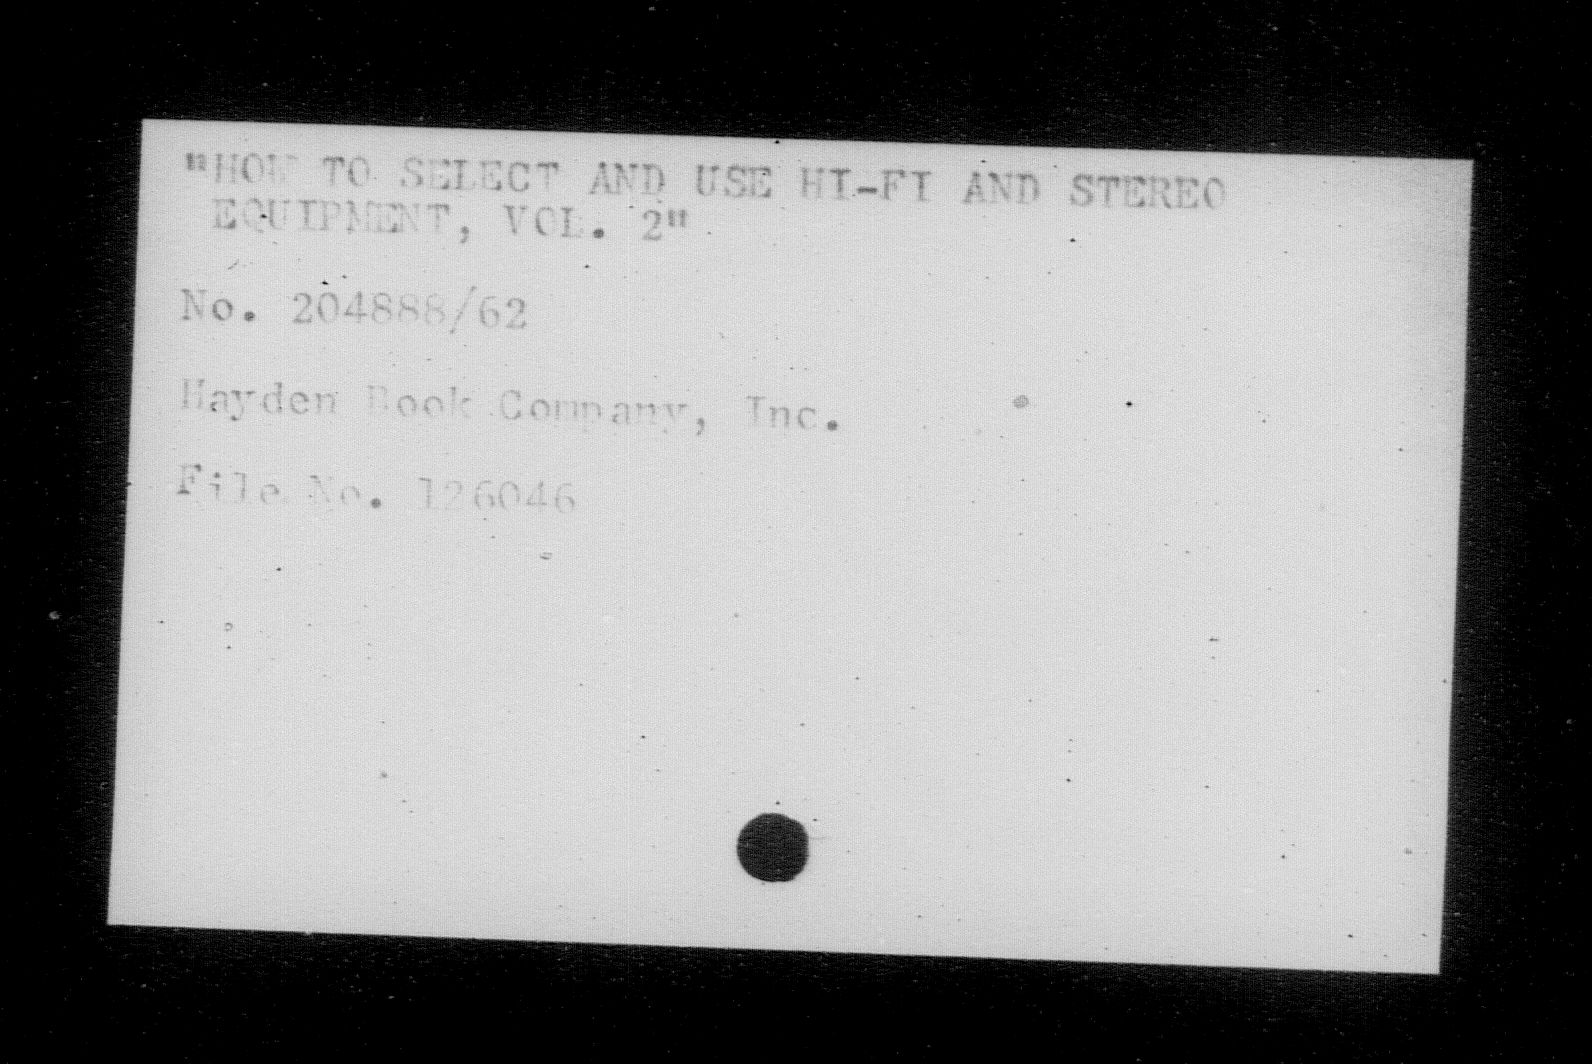 "HOW TO SELECT AND USE HI-FI AND STEREO
EQUIPMENT, VOL. 2"
No. 204888/62
Hayden Book Company, Inc.
File No. 126046